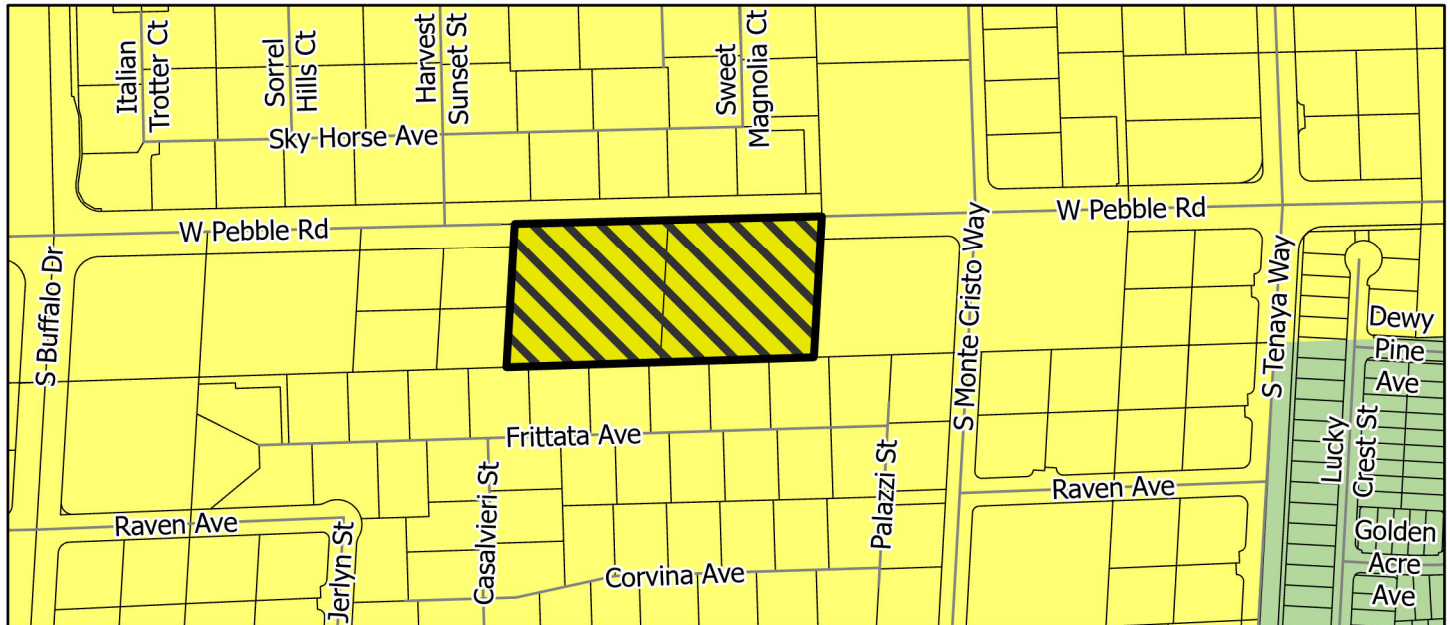 Italian
Trotter Ct
Sorrel
Hills Ct
Harvest
Sunset St
Sweet
Magnolia Ct
Sky Horse Ave
W Pebble Rd
W Pebble Rd
S Buffalo Dr
S Monte Cristo Way
S Tenaya Way
Dewy
Pine
Ave
Lucky
Crest St
Frittata Ave
Casalvieri St
Palazzi St
Raven Ave
Raven Ave
Jerlyn St
Corvina Ave
Golden
Acre
Ave